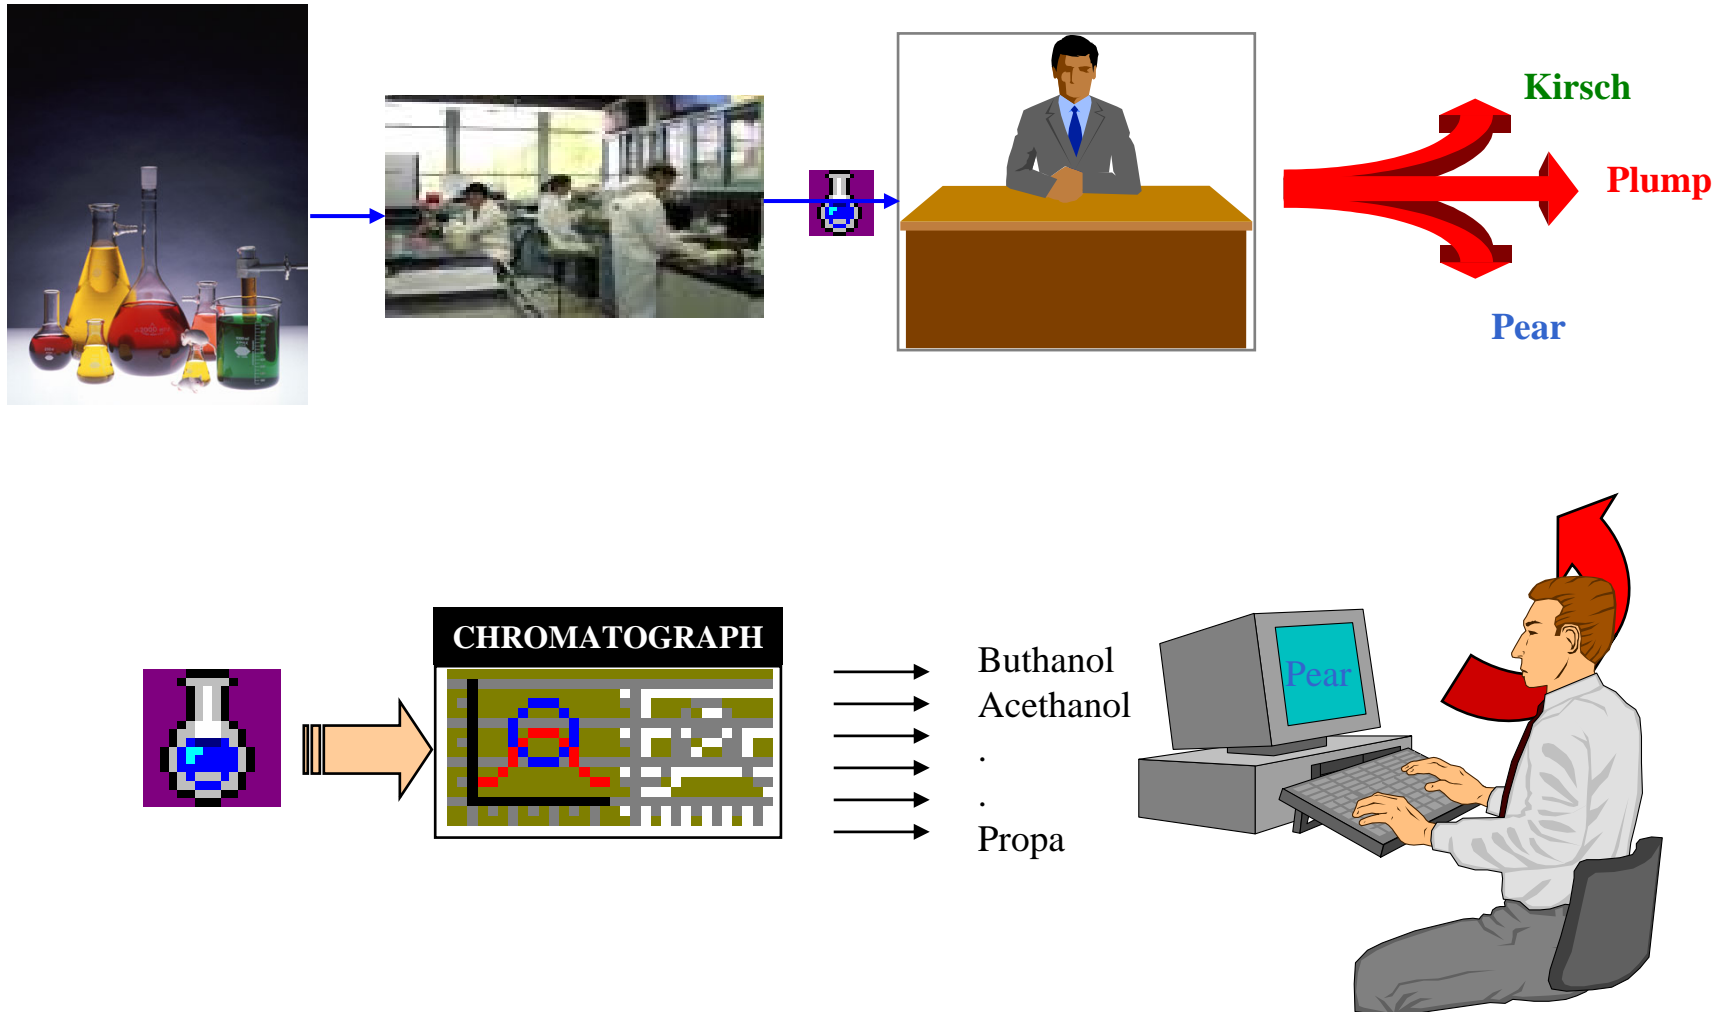 Kirsch
Plump
Pear
CHROMATOGRAPH
Buthanol
Acethanol
.
.
Propa
Pear